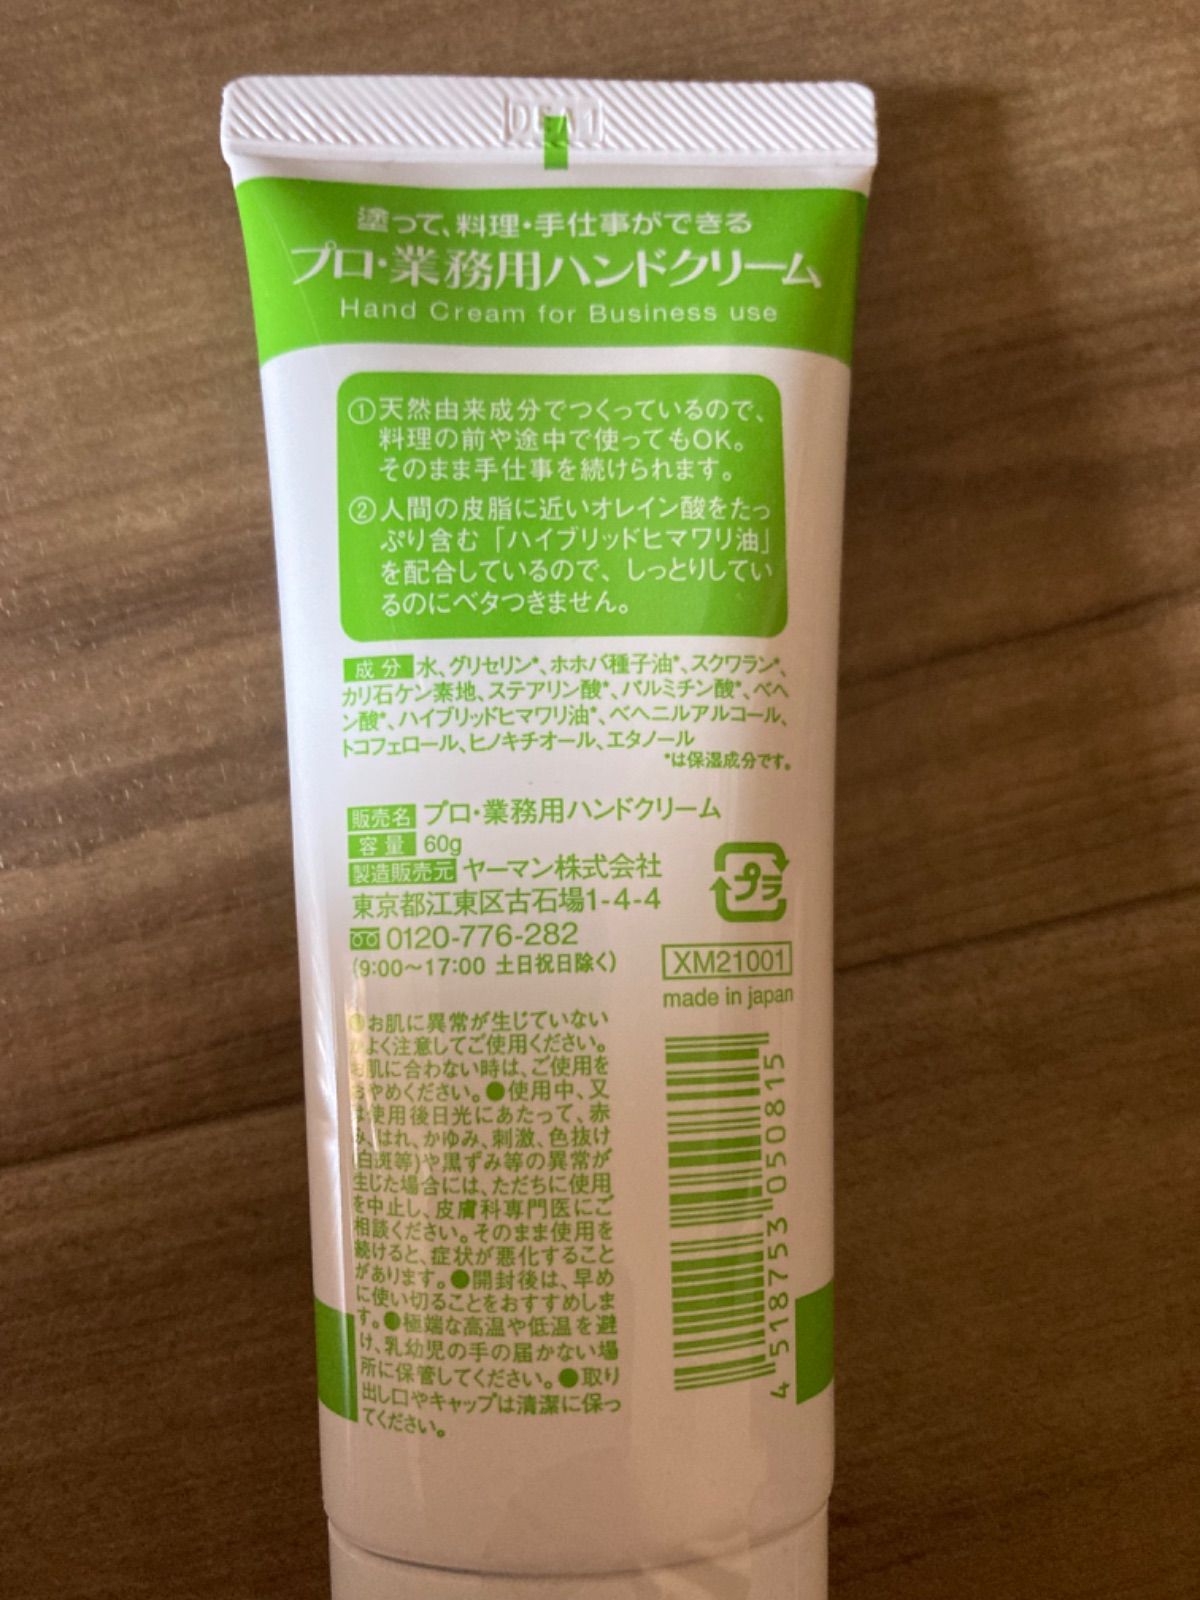 塗って、料理・手仕事ができる
プロ・業務用ハンドクリーム
Hand Cream for Business use
①天然由来成分でつくっているので、
料理の前や途中で使ってもOK。
そのまま手仕事を続けられます。
②人間の皮脂に近いオレイン酸をたっ
ぷり含む「ハイブリッドヒマワリ油」
を配合しているので、しっとりしてい
るのにベタつきません。
成分 水、グリセリン*、ホホバ種子油*、スクワラン*、
カリ石ケン素地、ステアリン酸*、パルミチン酸*、ベヘ
ン酸*、ハイブリッドヒマワリ油*、ベヘニルアルコール、
トコフェロール、ヒノキチオール、エタノール
*は保湿成分です。
販売名 プロ・業務用ハンドクリーム
容量 60g
製造販売元 ヤーマン株式会社
東京都江東区古石場1-4-4
0120-776-282
(9:00〜17:00 土日祝日除く)
プラ
XM21001
made in japan
●お肌に異常が生じていない
かよく注意してご使用ください。
お肌に合わない時は、ご使用を
おやめください。●使用中、又
は使用後日光にあたって、赤
み、はれ、かゆみ、刺激、色抜け
(白斑等)や黒ずみ等の異常が
生じた場合には、ただちに使用
を中止し、皮膚科専門医にご
相談ください。そのまま使用を
続けると、症状が悪化すること
があります。●開封後は、早め
に使い切ることをおすすめしま
す。●極端な高温や低温を避
け、乳幼児の手の届かない場
所に保管してください。●取り
出し口やキャップは清潔に保っ
てください。
4 518753 050815